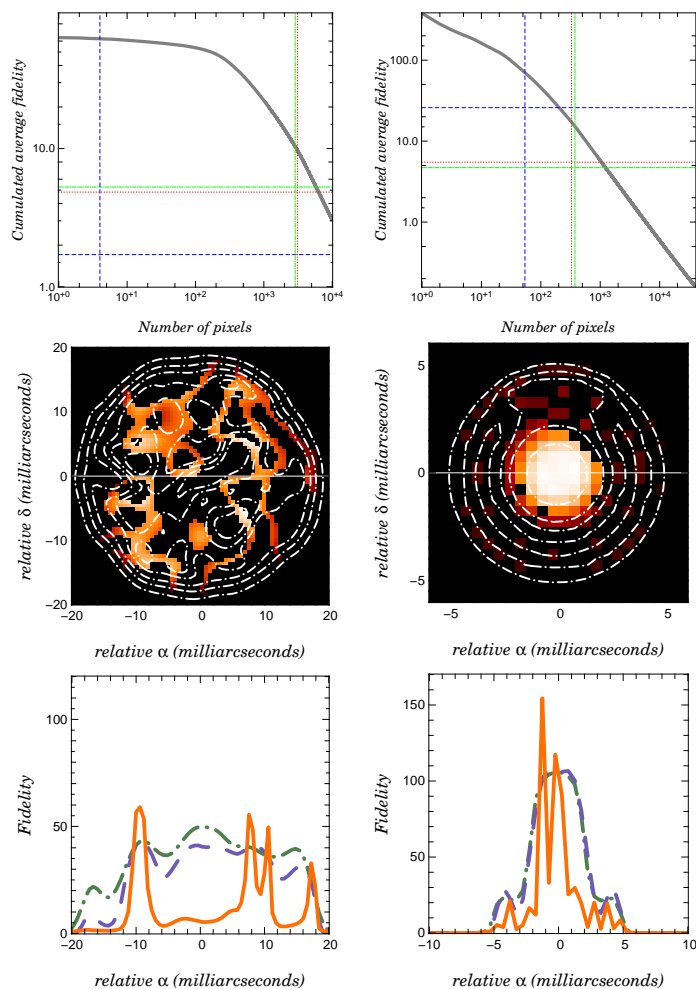 Cumulated average fidelity
10.0
1.0
10+0 10+1 10+2 10+3 10+4
Number of pixels
Cumulated average fidelity
100.0
10.0
1.0
10+0 10+1 10+2 10+3
Number of pixels
relative δ (milliarcseconds)
20
10
0
−10
−20
−20 −10 0 10 20
relative α (milliarcseconds)
relative δ (milliarcseconds)
5
0
−5
−5 0 5
relative α (milliarcseconds)
Fidelity
100
50
0
−20 −10 0 10 20
relative α (milliarcseconds)
Fidelity
150
100
50
0
−10 −5 0 5 10
relative α (milliarcseconds)